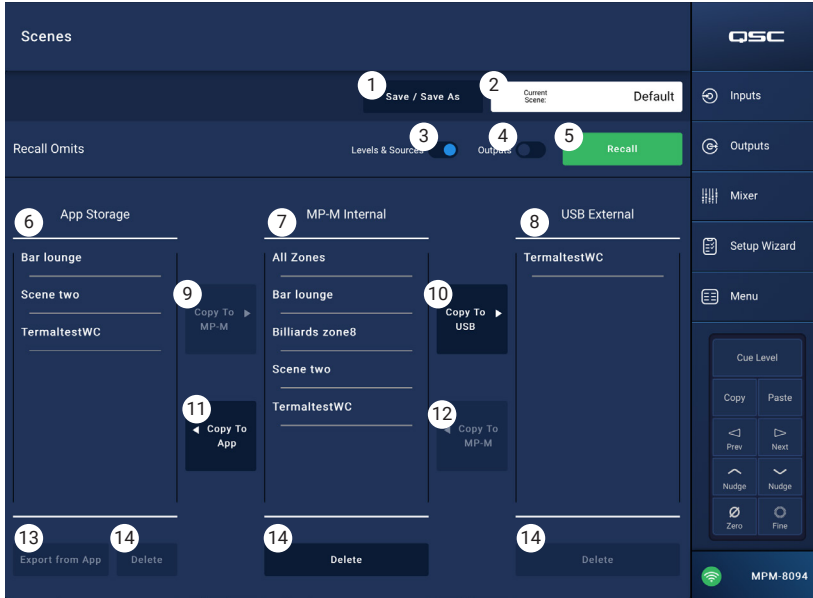 Scenes
QSC
1
2
Save / Save As
Current
Scene:
Default
Inputs
Recall Omits
3
4
5
Levels & Sources
Outputs
Recall
Outputs
Mixer
6
App Storage
7
MP-M Internal
8
USB External
Setup Wizard
Bar lounge
Scene two
TermaltestWC
9
Copy To
MP-M
11
Copy To
App
All Zones
Bar lounge
Billiards zone8
Scene two
TermaltestWC
10
Copy To
USB
12
Copy To
MP-M
TermaltestWC
Menu
Cue Level
Copy
Paste
Prev
Next
Nudge
Nudge
Zero
Fine
13
14
14
14
Export from App
Delete
Delete
Delete
MPM-8094